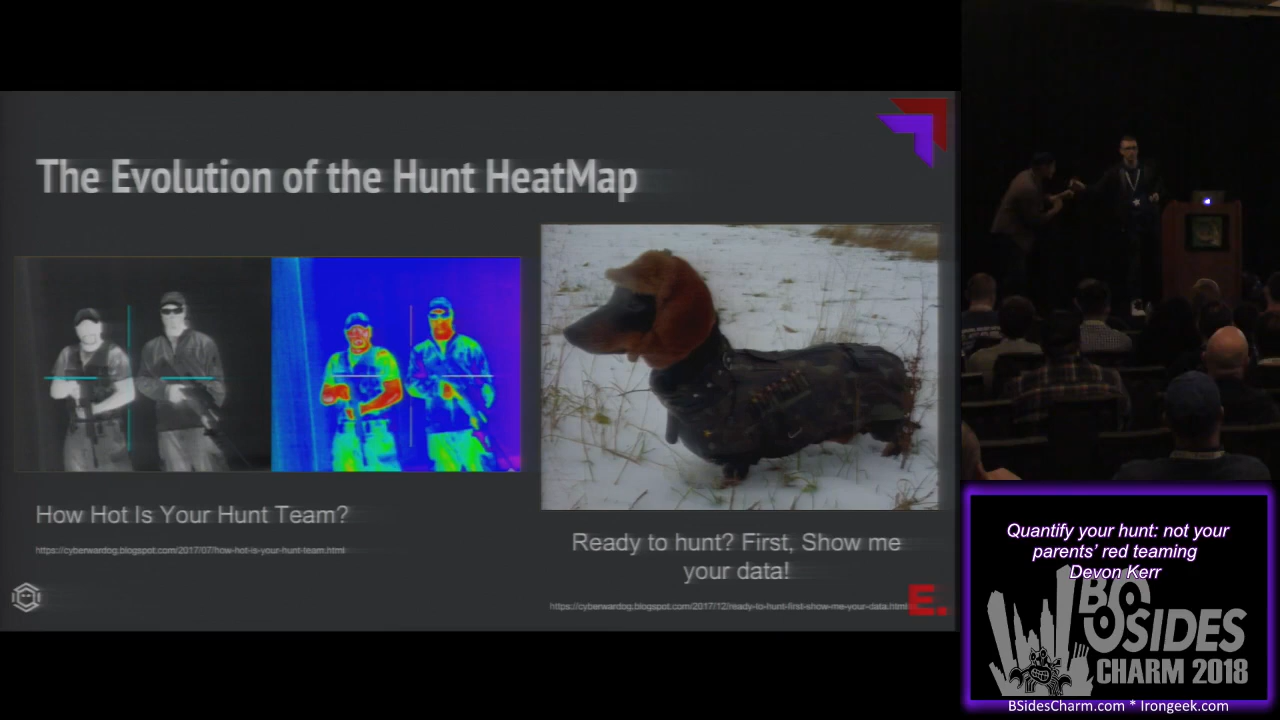 The Evolution of the Hunt HeatMap
How Hot Is Your Hunt Team?
https://cyberwardog.blogspot.com/2017/07/how-hot-is-your-hunt-team.html
Ready to hunt? First, Show me
your data!
https://cyberwardog.blogspot.com/2017/12/ready-to-hunt-first-show-me-your-data.html
E.
Quantify your hunt: not your
parents' red teaming
Devon Kerr
BSIDES
CHARM 2018
BSidesCharm.com * Irongeek.com